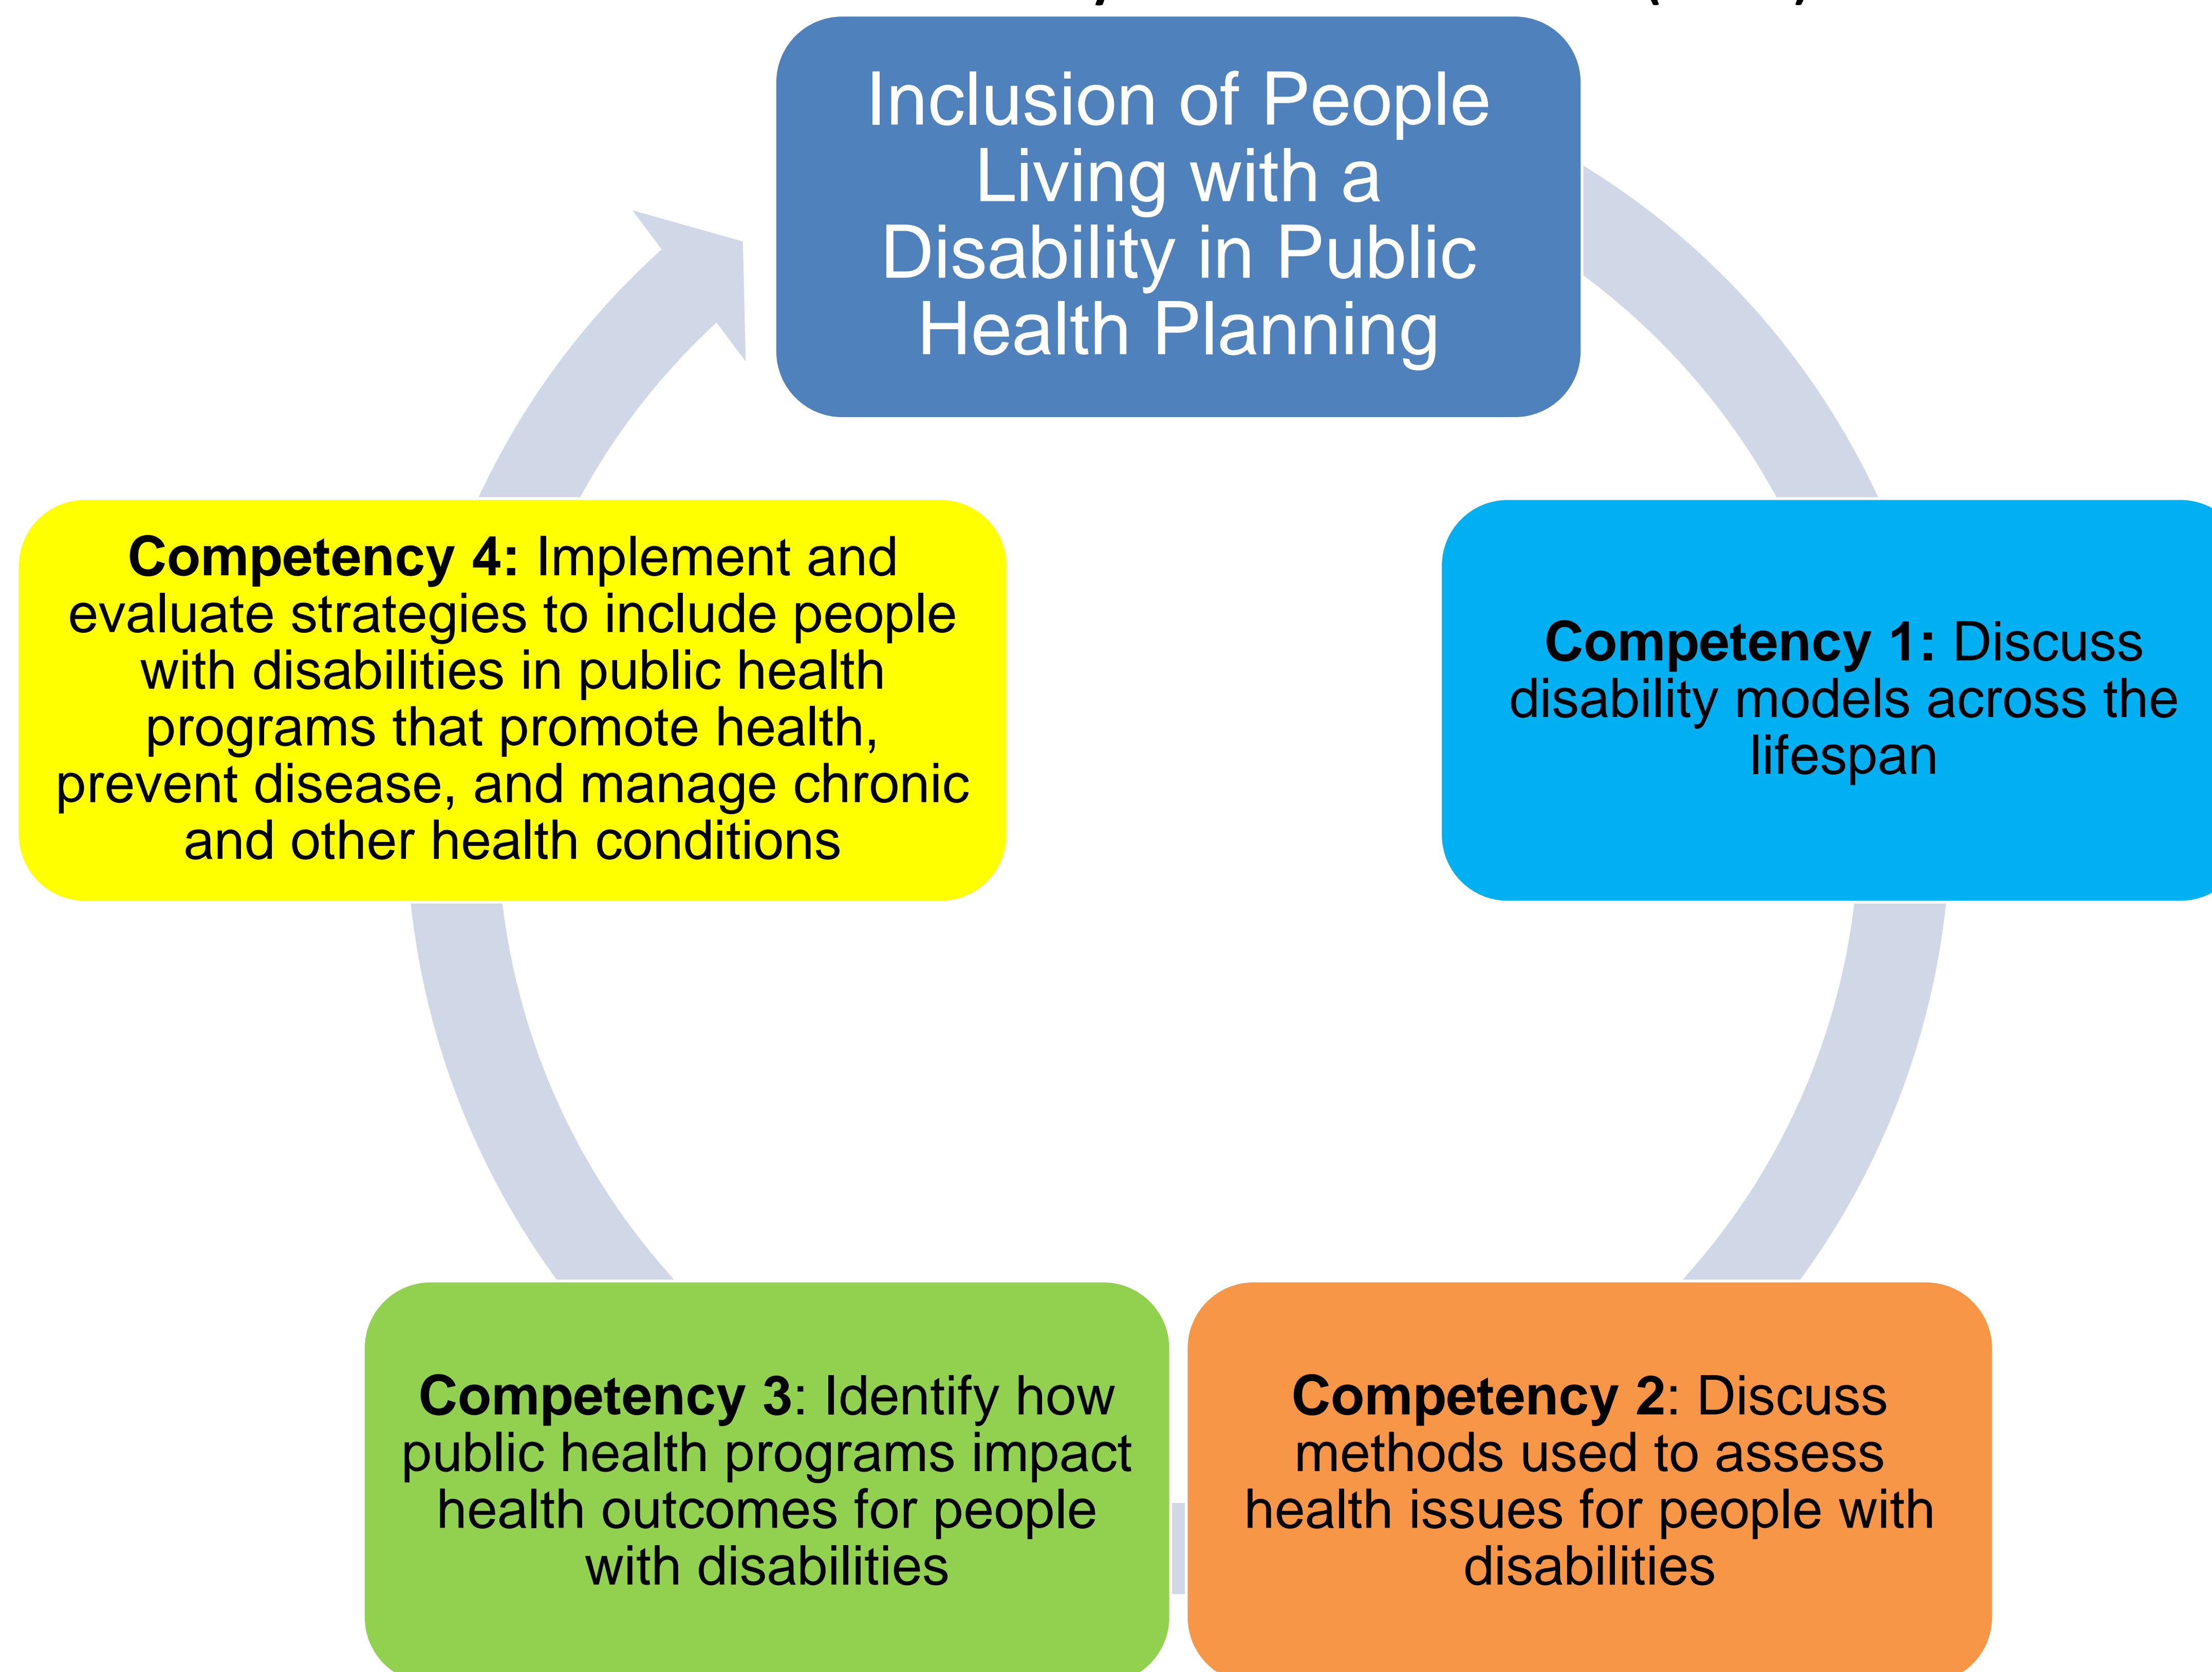 Inclusion of People
Living with a
Disability in Public
Health Planning
Competency 1: Discuss
disability models across the
lifespan
Competency 2: Discuss
methods used to assess
health issues for people with
disabilities
Competency 3: Identify how
public health programs impact
health outcomes for people
with disabilities
Competency 4: Implement and
evaluate strategies to include people
with disabilities in public health
programs that promote health,
prevent disease, and manage chronic
and other health conditions